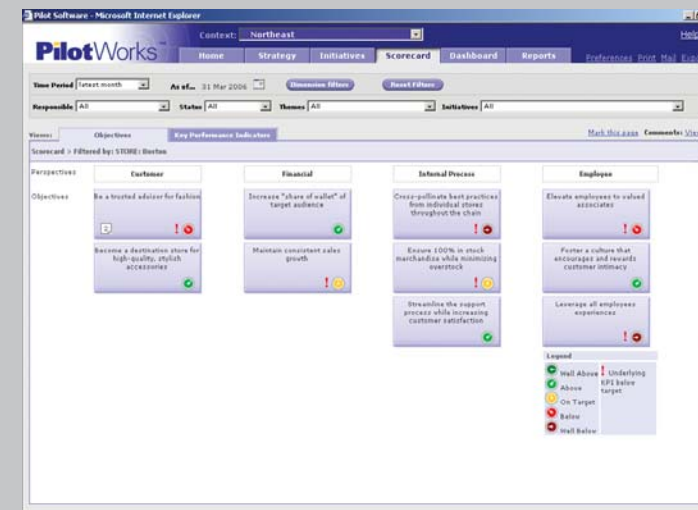 Pilot Software - Microsoft Internet Explorer
Context: Northeast
Help
PilotWorks
Home Strategy Initiatives Scorecard Dashboard Reports
Preferences Print Mail
Time Period latest month As of... 31 Mar 2006 Dimension filters Reset Filters
Responsible All Status All Themes All Initiatives All
Views: Objectives Key Performance Indicators Mark this page Comments:
Scorecard > Filtered by: STORE:
Perspectives Customer Financial Internal Process Employee
Objectives
Be a trusted advisor for fashion
Become a destination store for
high-quality, stylish
accessories
Increase "share of wallet" of
target audience
Maintain consistent sales
growth
Cross-pollinate best practices
from individual stores
throughout the chain
Ensure 100% in stock
merchandise while minimizing
overstock
Streamline the support
process while increasing
customer satisfaction
Elevate employees to valued
associates
Foster a culture that
encourages and rewards
customer intimacy
Leverage all employees
experiences
Legend
Well Above
Above
On Target
Below
Well Below
! Underlying
KPI below
target